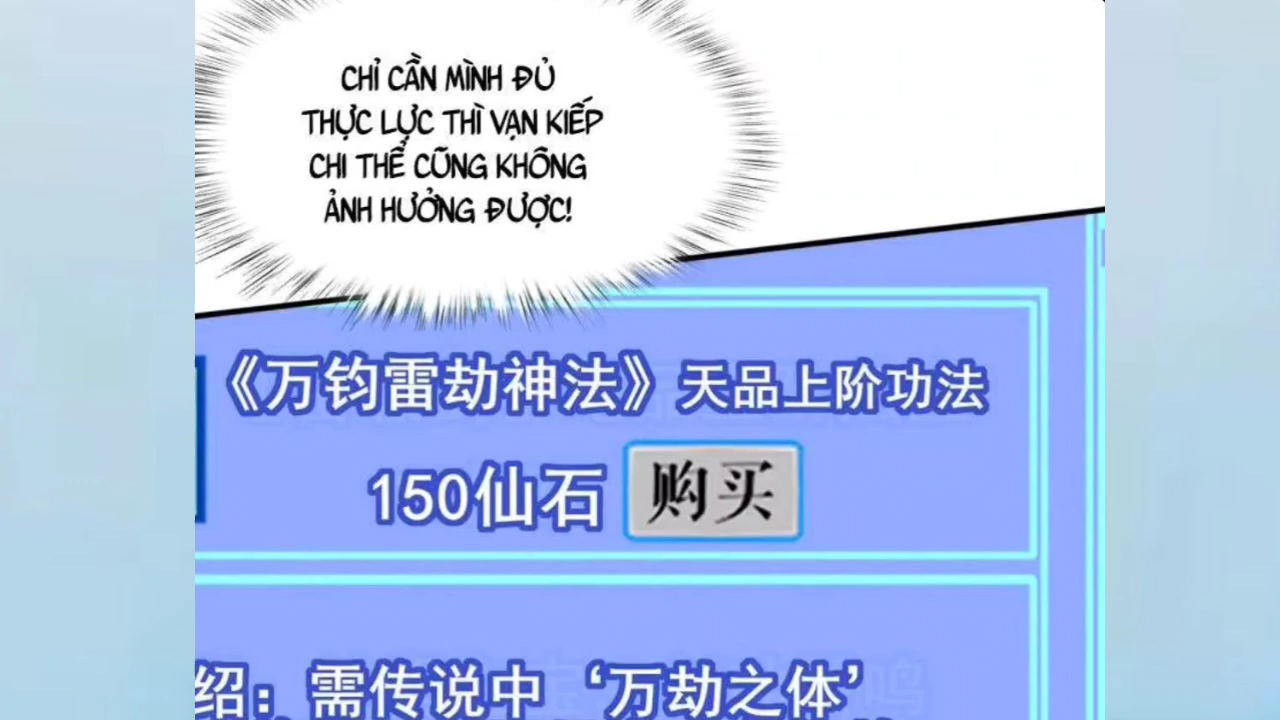 CHỈ CẦN MÌNH ĐỦ
THỰC LỰC THÌ VẠN KIẾP
CHI THỂ CŨNG KHÔNG
ẢNH HƯỞNG ĐƯỢC!
《万钧雷劫神法》天品上阶功法
150仙石 购买
绍：需传说中‘万劫之体’